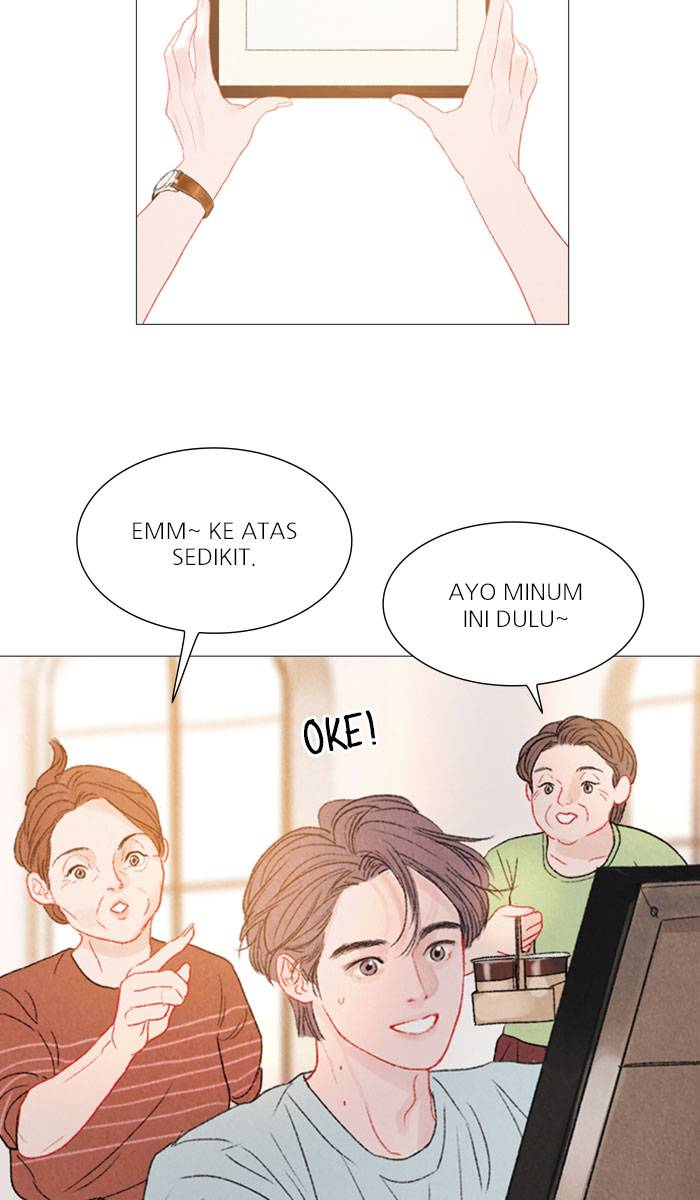 EMM~ KE ATAS
SEDIKIT.
AYO MINUM
INI DULU~
OKE!